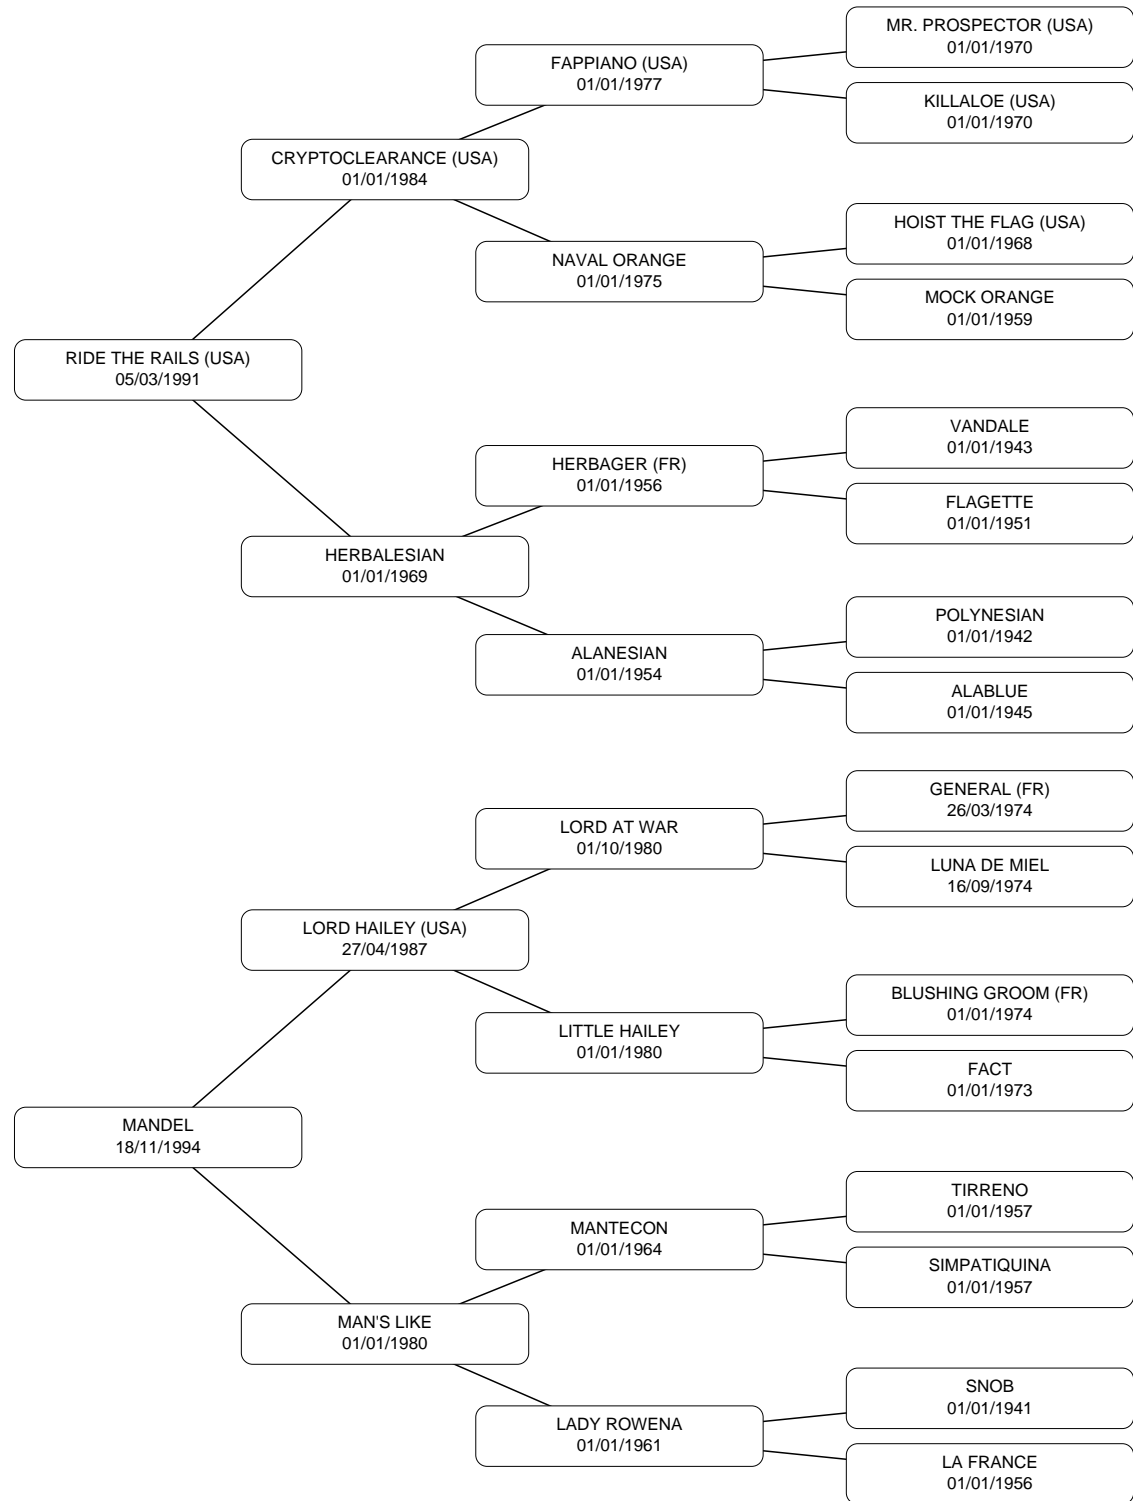 MR. PROSPECTOR (USA)
01/01/1970
FAPPIANO (USA)
01/01/1977
KILLALOE (USA)
01/01/1970
CRYPTOCLEARANCE (USA)
01/01/1984
HOIST THE FLAG (USA)
01/01/1968
NAVAL ORANGE
01/01/1975
MOCK ORANGE
01/01/1959
RIDE THE RAILS (USA)
05/03/1991
VANDALE
01/01/1943
HERBAGER (FR)
01/01/1956
FLAGETTE
01/01/1951
HERBALESIAN
01/01/1969
POLYNESIAN
01/01/1942
ALANESIAN
01/01/1954
ALABLUE
01/01/1945
GENERAL (FR)
26/03/1974
LORD AT WAR
01/10/1980
LUNA DE MIEL
16/09/1974
LORD HAILEY (USA)
27/04/1987
BLUSHING GROOM (FR)
01/01/1974
LITTLE HAILEY
01/01/1980
FACT
01/01/1973
MANDEL
18/11/1994
TIRRENO
01/01/1957
MANTECON
01/01/1964
SIMPATIQUINA
01/01/1957
MAN'S LIKE
01/01/1980
SNOB
01/01/1941
LADY ROWENA
01/01/1961
LA FRANCE
01/01/1956